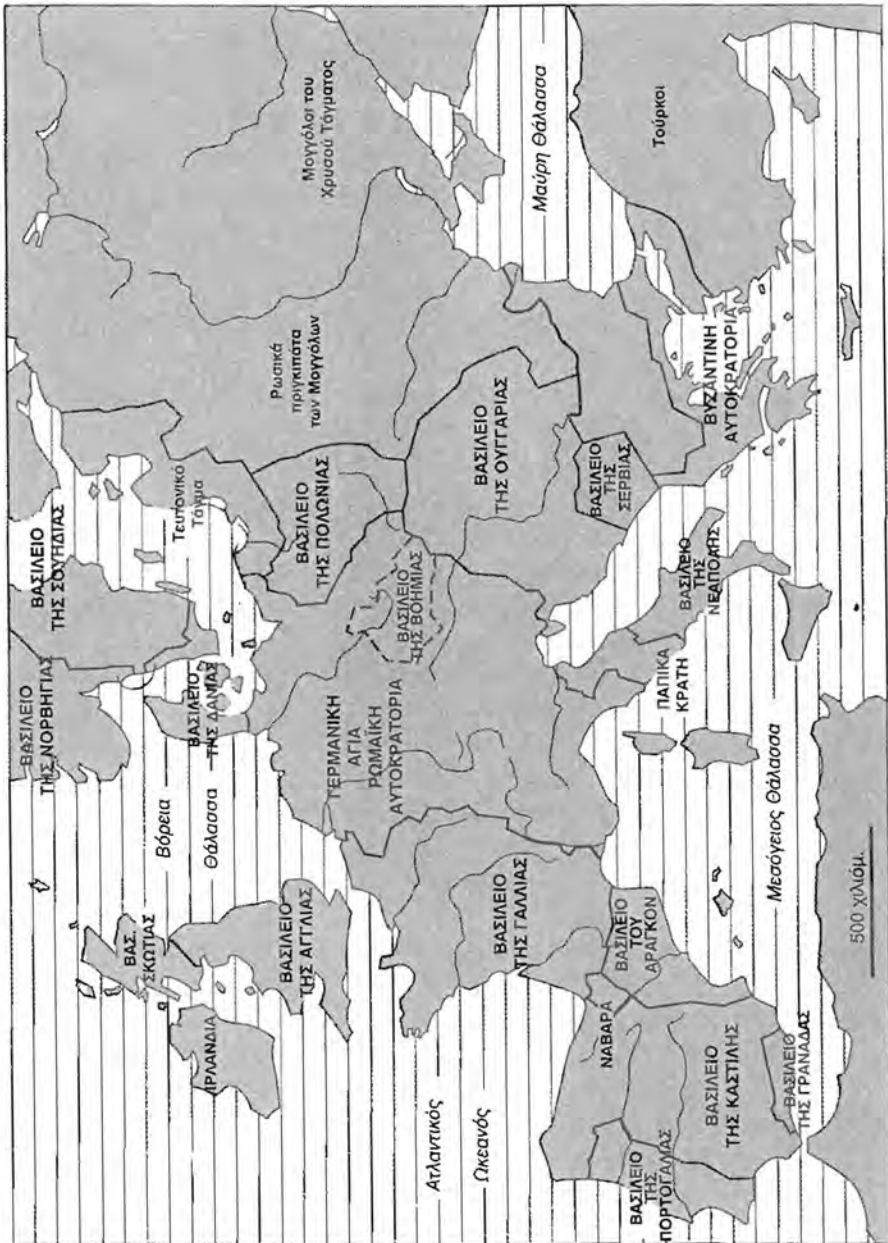 ΒΑΣΙΛΕΙΟ
ΤΗΣ ΝΟΡΒΗΓΙΑΣ
ΒΑΣΙΛΕΙΟ
ΤΗΣ ΣΟΥΗΔΙΑΣ
ΒΑΣ.
ΣΚΩΤΙΑΣ
Βόρεια
Θάλασσα
ΒΑΣΙΛΕΙΟ
ΤΗΣ ΔΑΝΙΑΣ
Τευτονικό
Τάγμα
Μογγόλοι του
Χρυσού Τάγματος
ΙΡΛΑΝΔΙΑ
ΒΑΣΙΛΕΙΟ
ΤΗΣ ΑΓΓΛΙΑΣ
Ρωσικά
πριγκιπάτα
των Μογγόλων
ΒΑΣΙΛΕΙΟ
ΤΗΣ ΠΟΛΩΝΙΑΣ
ΓΕΡΜΑΝΙΚΗ
ΑΓΙΑ
ΡΩΜΑΪΚΗ
ΑΥΤΟΚΡΑΤΟΡΙΑ
ΒΑΣΙΛΕΙΟ
ΤΗΣ ΒΟΗΜΙΑΣ
Ατλαντικός
Ωκεανός
ΒΑΣΙΛΕΙΟ
ΤΗΣ ΓΑΛΛΙΑΣ
ΒΑΣΙΛΕΙΟ
ΤΗΣ ΟΥΓΓΑΡΙΑΣ
Μαύρη Θάλασσα
ΝΑΒΑΡΑ
ΒΑΣΙΛΕΙΟ
ΤΟΥ
ΑΡΑΓΚΟΝ
ΒΑΣΙΛΕΙΟ
ΤΗΣ
ΣΕΡΒΙΑΣ
ΒΑΣΙΛΕΙΟ
ΤΗΣ
ΠΟΡΤΟΓΑΛΙΑΣ
ΒΑΣΙΛΕΙΟ
ΤΗΣ ΚΑΣΤΙΛΗΣ
ΠΑΠΙΚΑ
ΚΡΑΤΗ
ΒΑΣΙΛΕΙΟ
ΤΗΣ
ΝΕΑΠΟΛΗΣ
ΒΥΖΑΝΤΙΝΗ
ΑΥΤΟΚΡΑΤΟΡΙΑ
Τούρκοι
ΒΑΣΙΛΕΙΟ
ΤΗΣ ΓΡΑΝΑΔΑΣ
Μεσόγειος Θάλασσα
500 χιλιόμ.